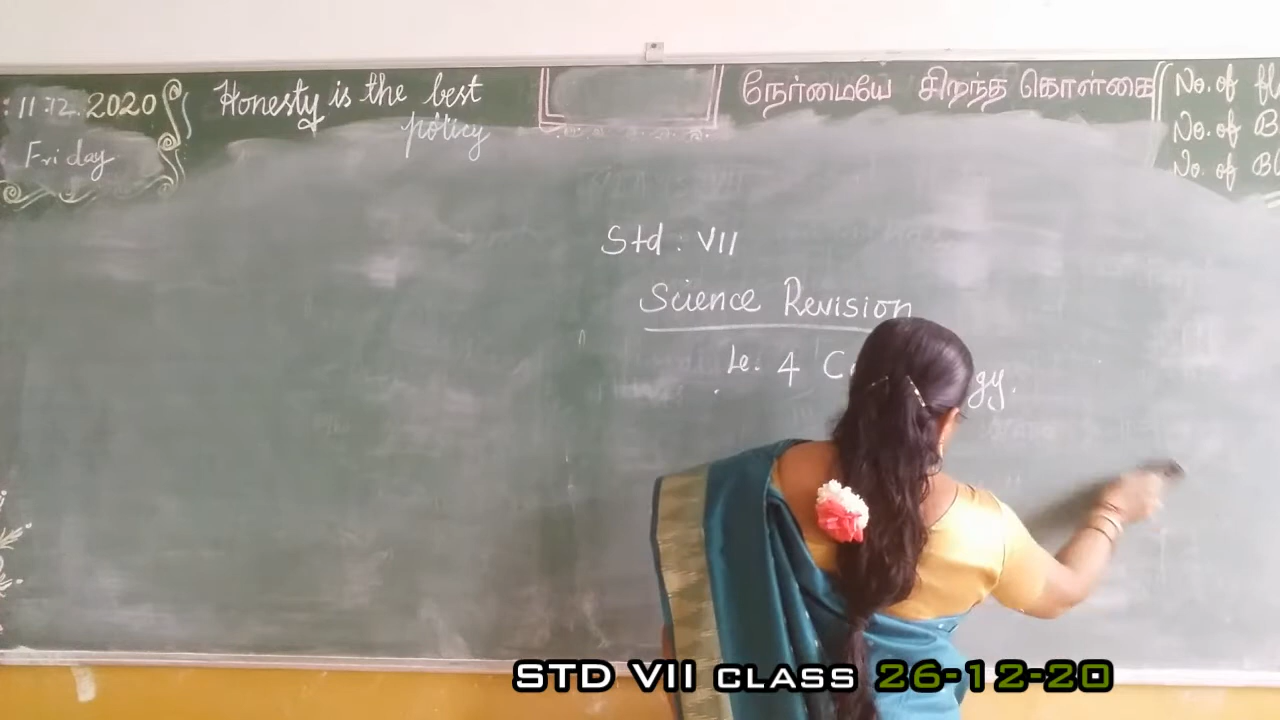 : 11.12.2020
Friday
Honesty is the best
policy
நேர்மையே சிறந்த கொள்கை
No. of
No. of
No. of
Std : VII
Science Revision
Le. 4
STD VII CLASS 26-12-20